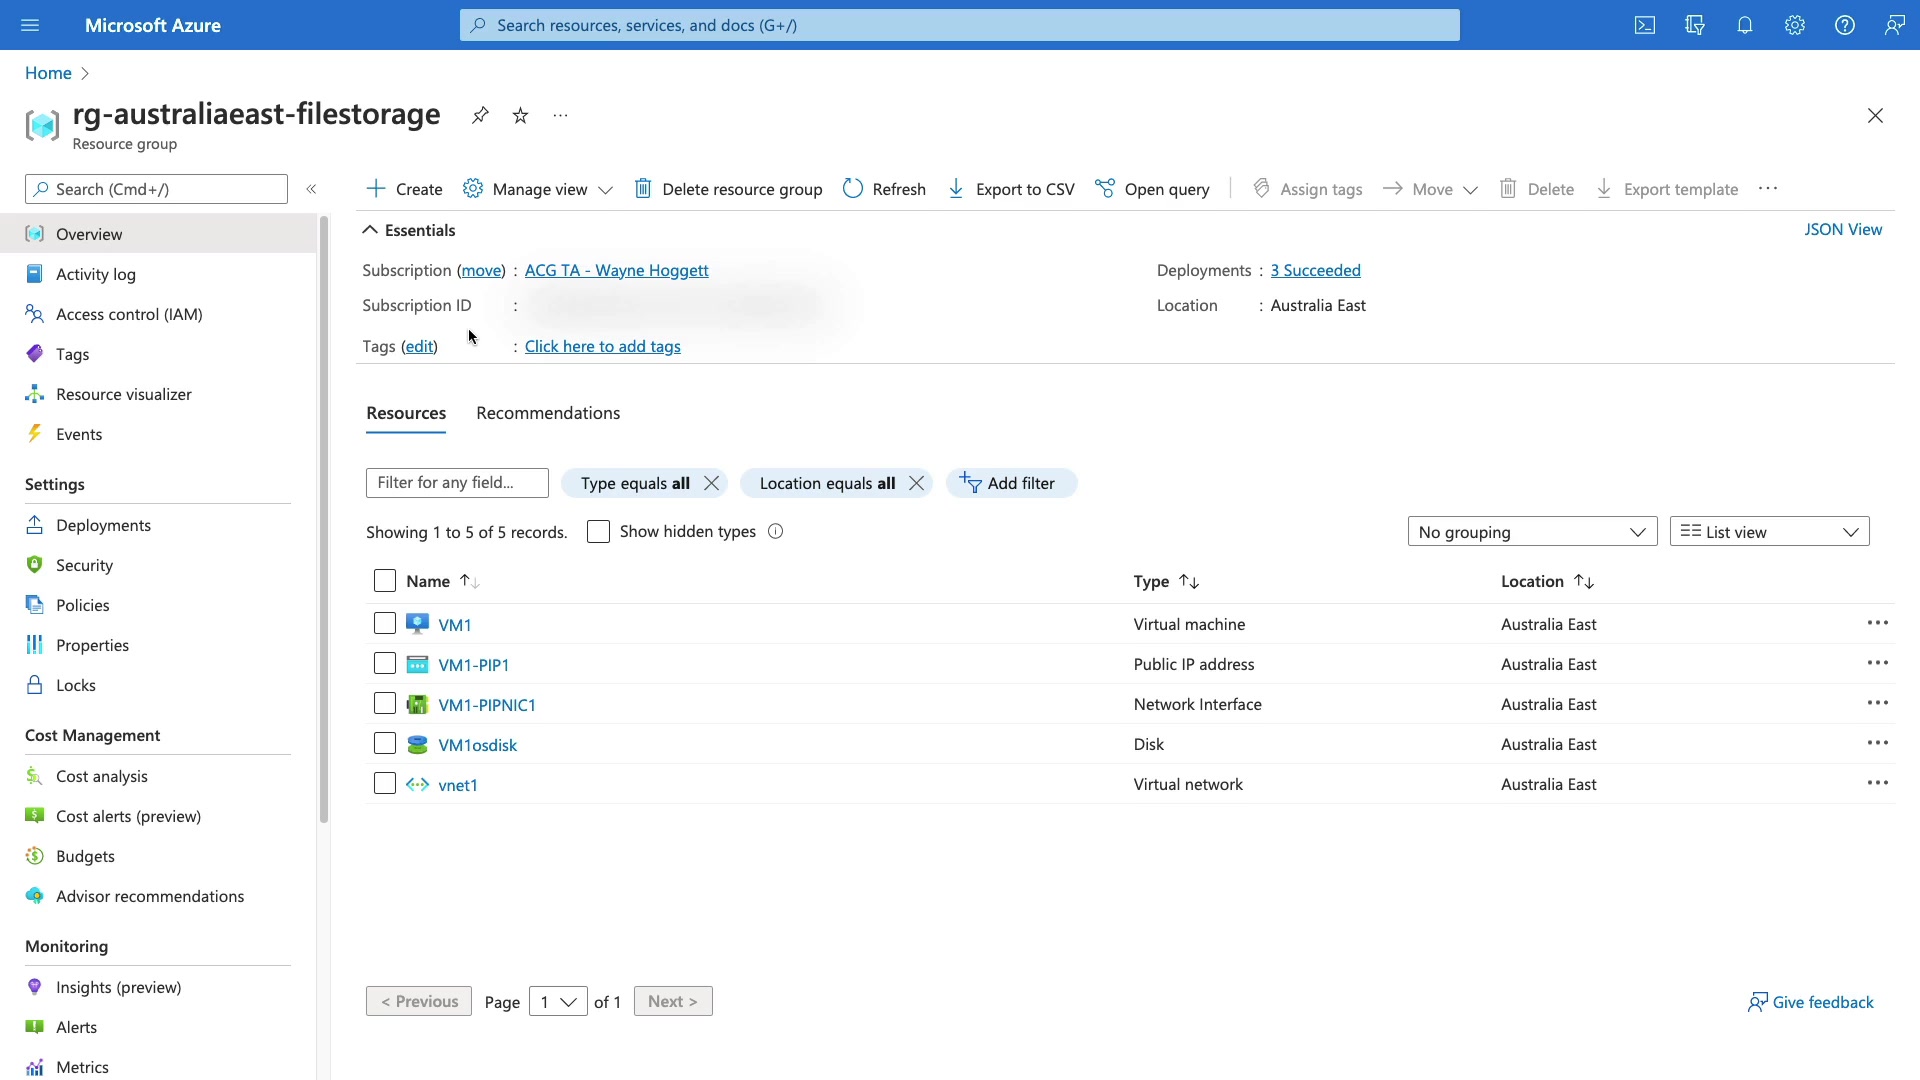 Microsoft Azure
Search resources, services, and docs (G+/)
Home
rg-australiaeast-filestorage
Resource group
Search (Cmd+/)
Create
Manage view
Delete resource group
Refresh
Export to CSV
Open query
Assign tags
Move
Delete
Export template
Overview
Activity log
Access control (IAM)
Tags
Resource visualizer
Events
Settings
Deployments
Security
Policies
Properties
Locks
Cost Management
Cost analysis
Cost alerts (preview)
Budgets
Advisor recommendations
Monitoring
Insights (preview)
Alerts
Metrics
Essentials
JSON View
Subscription (move) : ACG TA - Wayne Hoggett
Deployments : 3 Succeeded
Subscription ID :
Location : Australia East
Tags (edit) : Click here to add tags
Resources Recommendations
Filter for any field...
Type equals all
Location equals all
Add filter
Showing 1 to 5 of 5 records.
Show hidden types
No grouping
List view
Name Type Location
VM1 Virtual machine Australia East
VM1-PIP1 Public IP address Australia East
VM1-PIPNIC1 Network Interface Australia East
VM1osdisk Disk Australia East
vnet1 Virtual network Australia East
< Previous Page 1 of 1 Next >
Give feedback